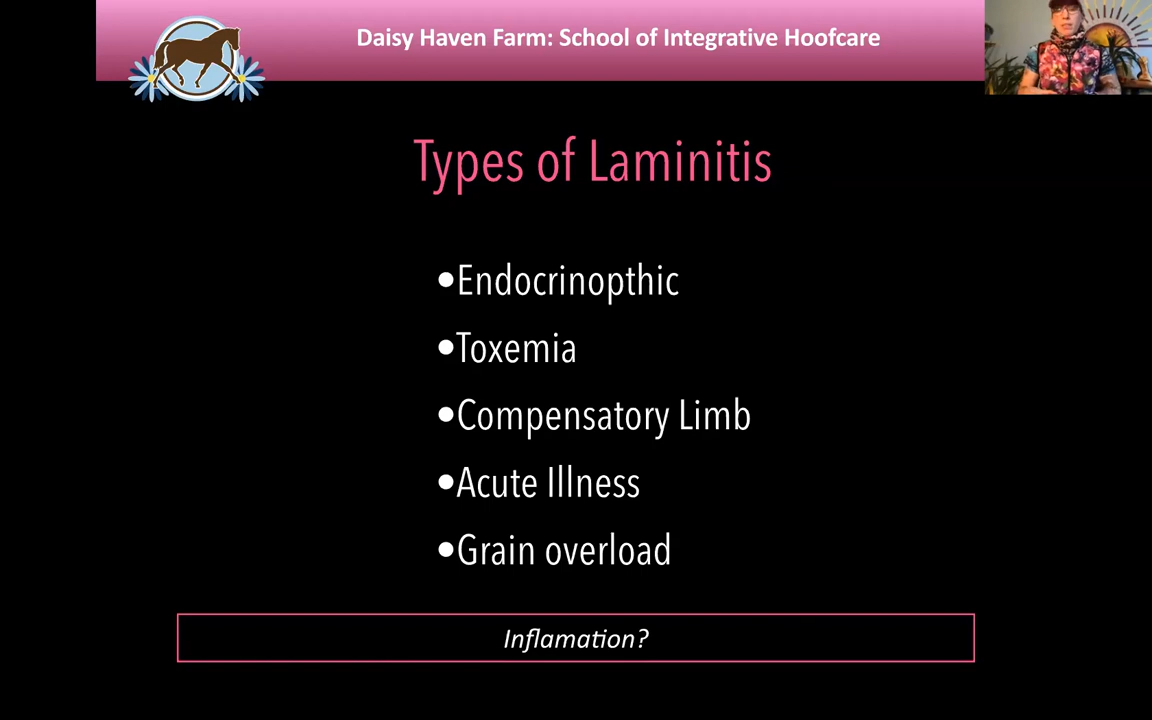 Daisy Haven Farm: School of Integrative Hoofcare
Types of Laminitis
•Endocrinopthic
•Toxemia
•Compensatory Limb
•Acute Illness
•Grain overload
Inflamation?